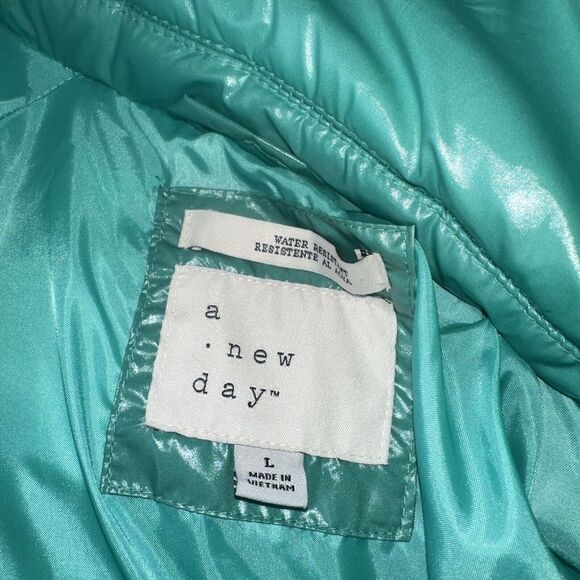 WATER RESISTANT
RESISTENTE AL AGUA
a
· new
day™
L
MADE IN
VIETNAM